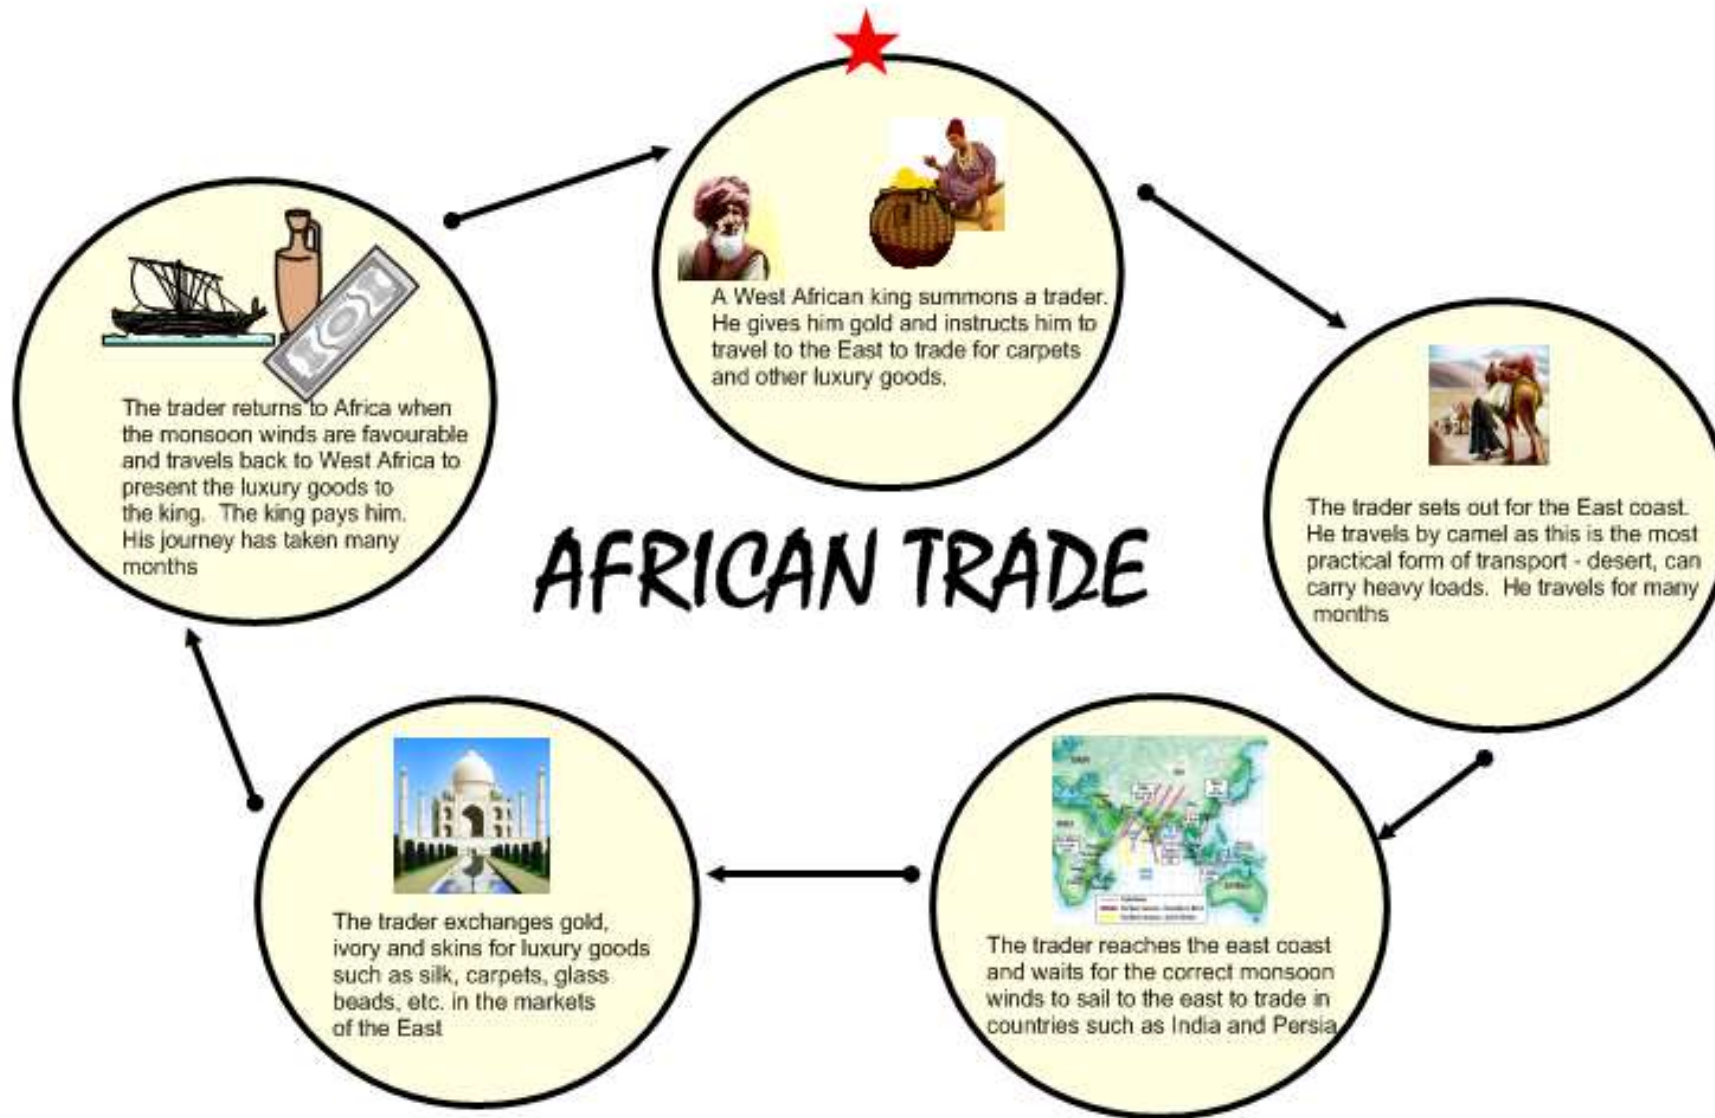 A West African king summons a trader.
He gives him gold and instructs him to
travel to the East to trade for carpets
and other luxury goods.
The trader sets out for the East coast.
He travels by camel as this is the most
practical form of transport - desert, can
carry heavy loads. He travels for many
months
The trader reaches the east coast
and waits for the correct monsoon
winds to sail to the east to trade in
countries such as India and Persia
The trader exchanges gold,
ivory and skins for luxury goods
such as silk, carpets, glass
beads, etc. in the markets
of the East
The trader returns to Africa when
the monsoon winds are favourable
and travels back to West Africa to
present the luxury goods to
the king. The king pays him.
His journey has taken many
months
AFRICAN TRADE